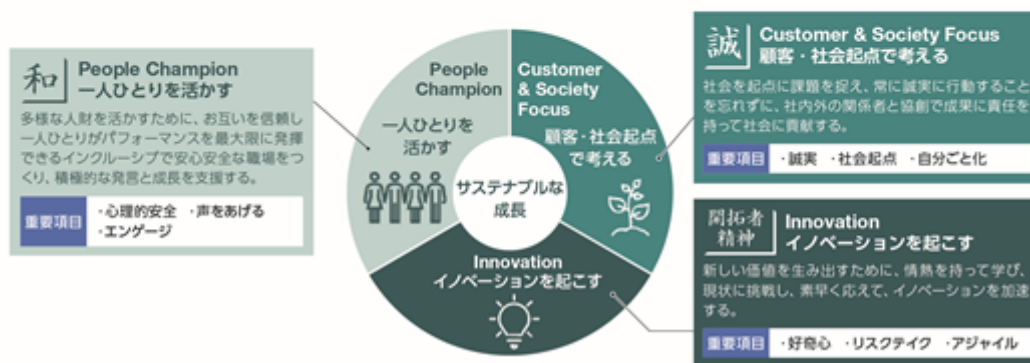 和
People Champion
一人ひとりを活かす
多様な人財を活かすために、お互いを信頼し
一人ひとりがパフォーマンスを最大限に発揮
できるインクルーシブで安心安全な職場をつ
くり、積極的な発言と成長を支援する。
重要項目
・心理的安全 ・声をあげる
・エンゲージ
People
Champion
一人ひとりを
活かす
Customer
& Society
Focus
顧客・社会起点
で考える
サステナブルな
成長
Innovation
イノベーションを起こす
誠
Customer & Society Focus
顧客・社会起点で考える
社会を起点に課題を捉え、常に誠実に行動すること
を忘れずに、社内外の関係者と協創で成果に責任を
持って社会に貢献する。
重要項目
・誠実 ・社会起点 ・自分ごと化
開拓者
精神
Innovation
イノベーションを起こす
新しい価値を生み出すために、情熱を持って学び、
現状に挑戦し、素早く応えて、イノベーションを加速
する。
重要項目
・好奇心 ・リスクテイク ・アジャイル